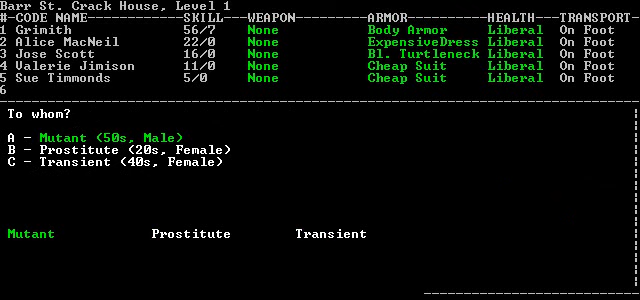 Barr St. Crack House, Level 1
#-CODE NAME------------SKILL---WEAPON---------ARMOR----------HEALTH---TRANSPORT-
1 Grimith              56/7    None           Body Armor     Liberal  On Foot
2 Alice MacNeil        22/0    None           ExpensiveDress Liberal  On Foot
3 Jose Scott           16/0    None           Bl. Turtleneck Liberal  On Foot
4 Valerie Jimison      11/0    None           Cheap Suit     Liberal  On Foot
5 Sue Timmonds         5/0     None           Cheap Suit     Liberal  On Foot
6
To whom?
A - Mutant (50s, Male)
B - Prostitute (20s, Female)
C - Transient (40s, Female)
Mutant            Prostitute        Transient